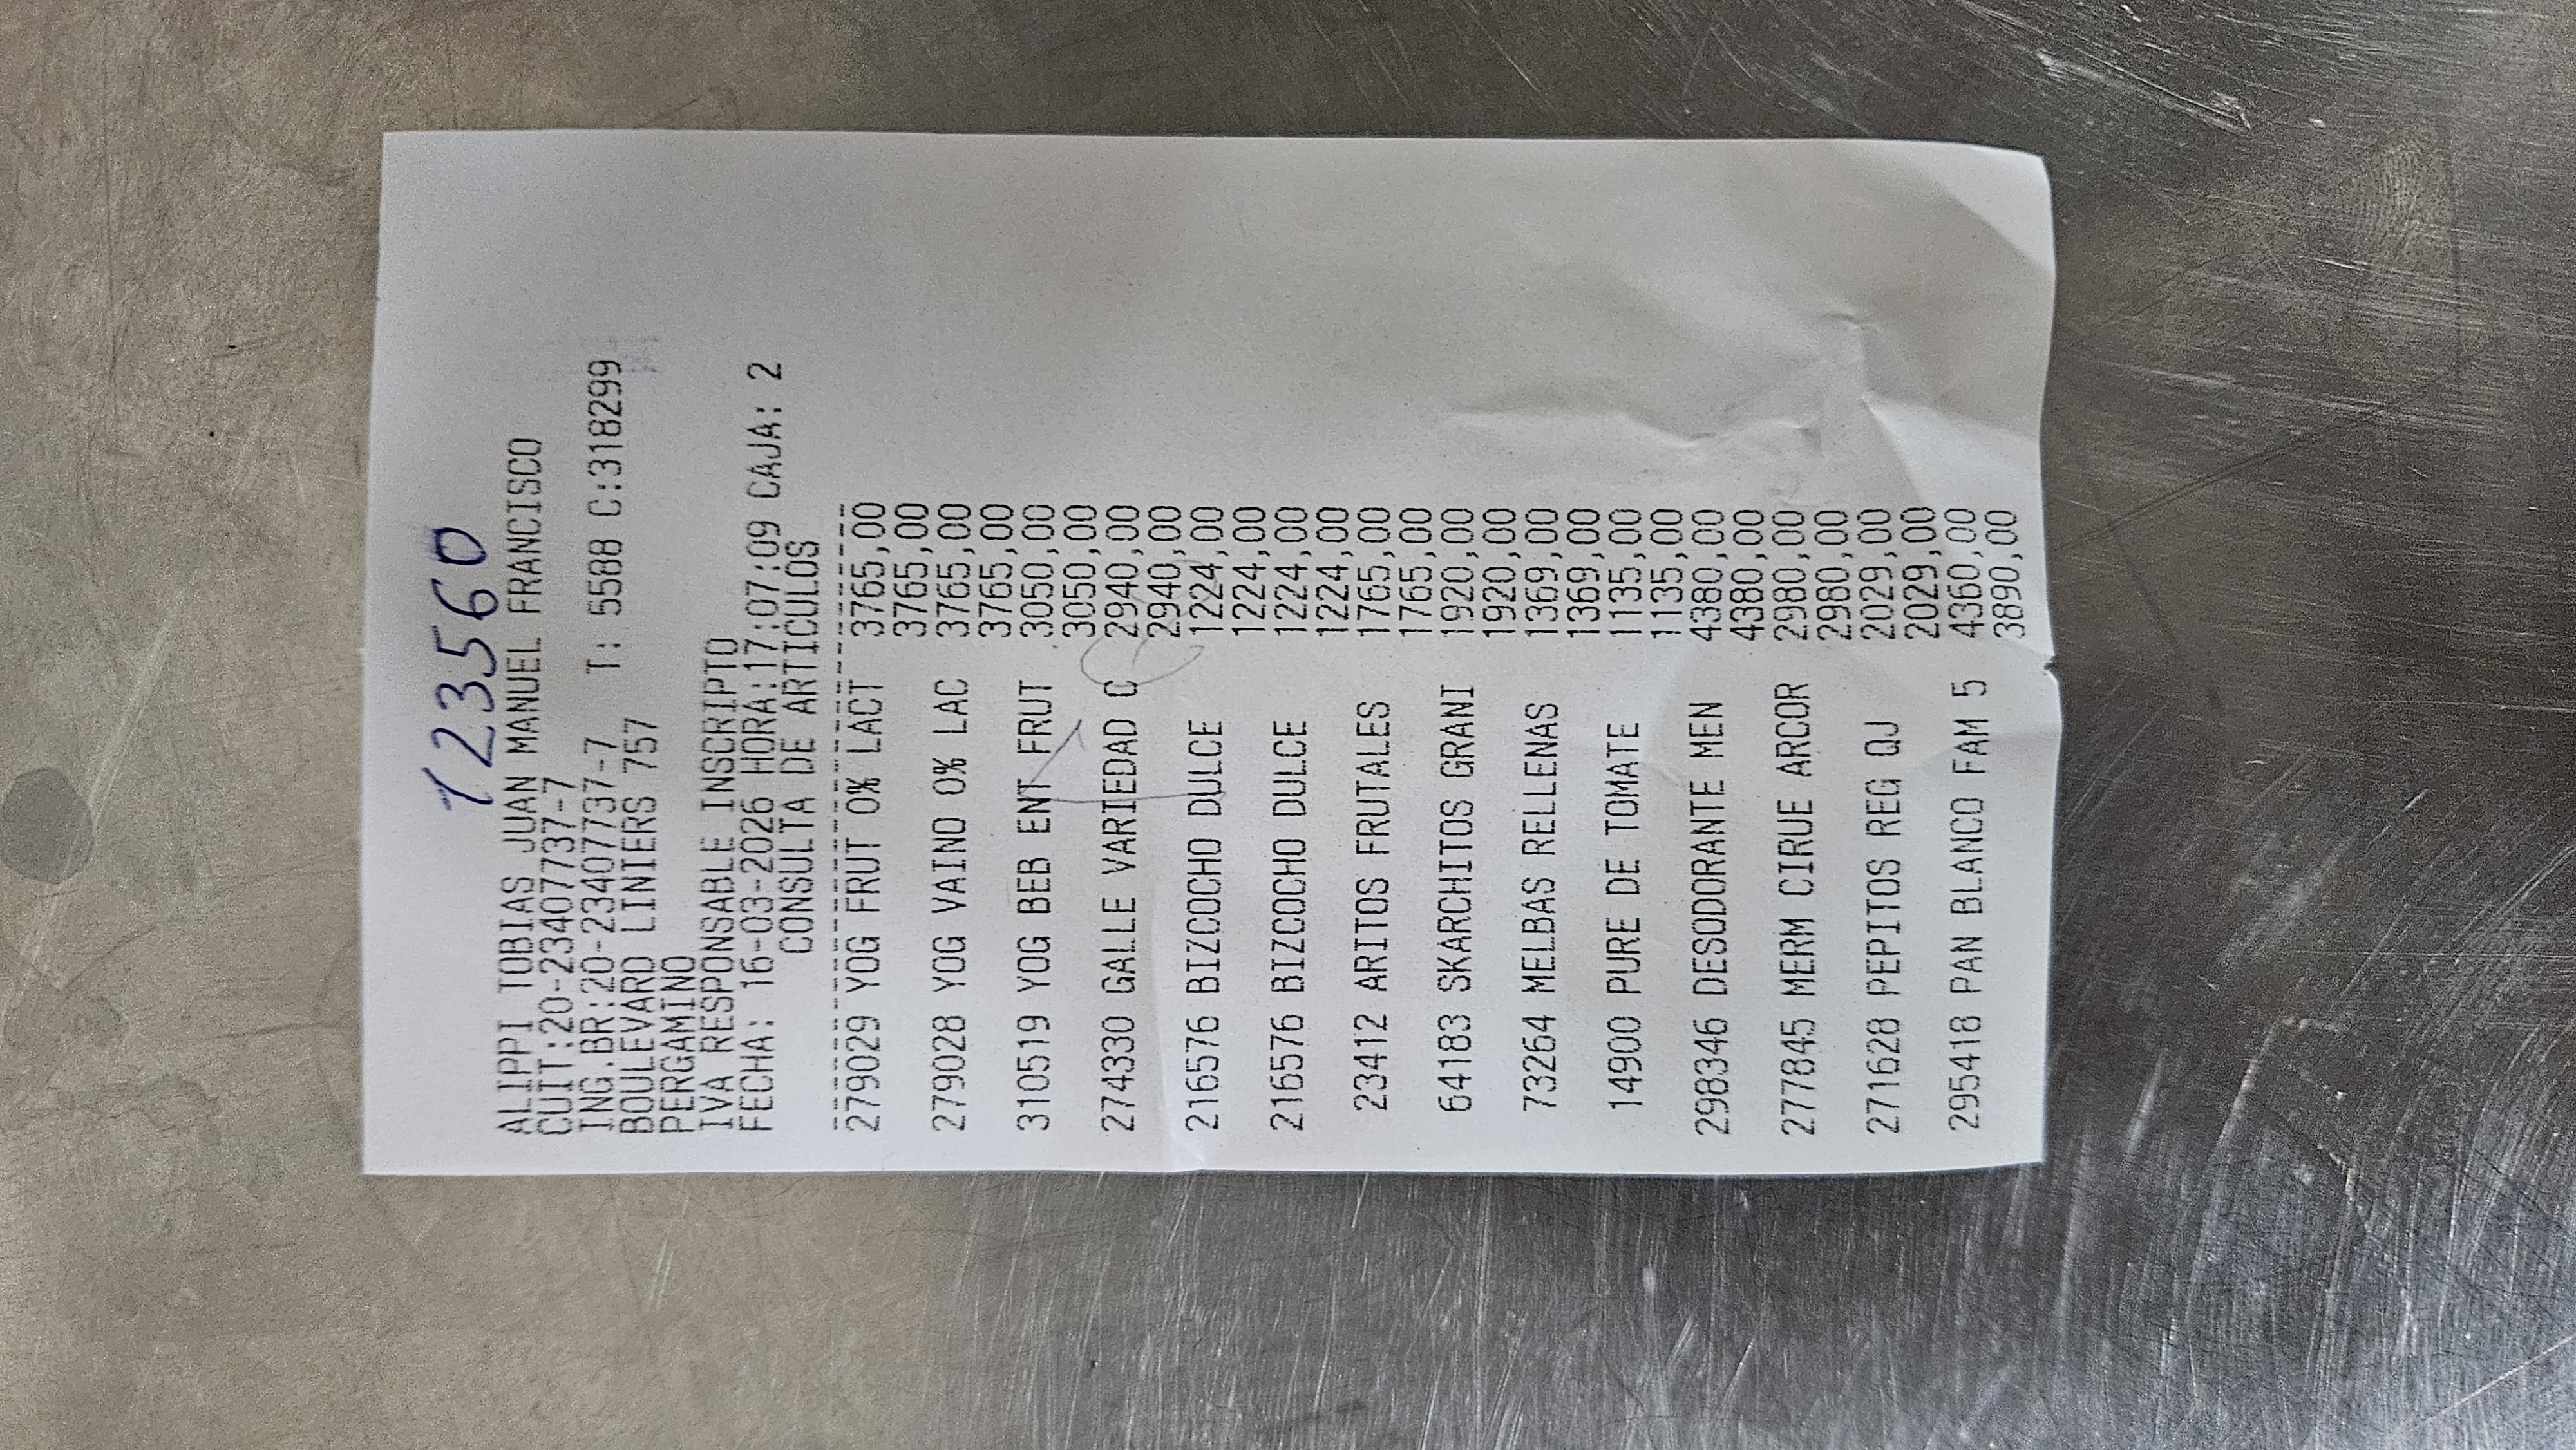 123560
ALIPPI TOBIAS JUAN MANUEL FRANCISCO
CUIT:20-23407737-7
ING.BR:20-23407737-7 T: 5588 C:318299
BOULEVARD LINIERS 757
PERGAMINO
IVA RESPONSABLE INSCRIPTO
FECHA: 16-03-2026 HORA:17:07:09 CAJA: 2
CONSULTA DE ARTICULOS
279029 YOG FRUT 0% LACT 3765,00
3765,00
279028 YOG VAINO 0% LAC 3765,00
3765,00
310519 YOG BEB ENT FRUT 3050,00
3050,00
274330 GALLE VARIEDAD C 2940,00
2940,00
216576 BIZCOCHO DULCE 1224,00
1224,00
216576 BIZCOCHO DULCE 1224,00
1224,00
23412 ARITOS FRUTALES 1765,00
1765,00
64183 SKARCHITOS GRANI 1920,00
1920,00
73264 MELBAS RELLENAS 1369,00
1369,00
14900 PURE DE TOMATE 1135,00
1135,00
298346 DESODORANTE MEN 4380,00
4380,00
277845 MERM CIRUE ARCOR 2980,00
2980,00
271628 PEPITOS REG QJ 2029,00
2029,00
295418 PAN BLANCO FAM 5 4360,00
3890,00